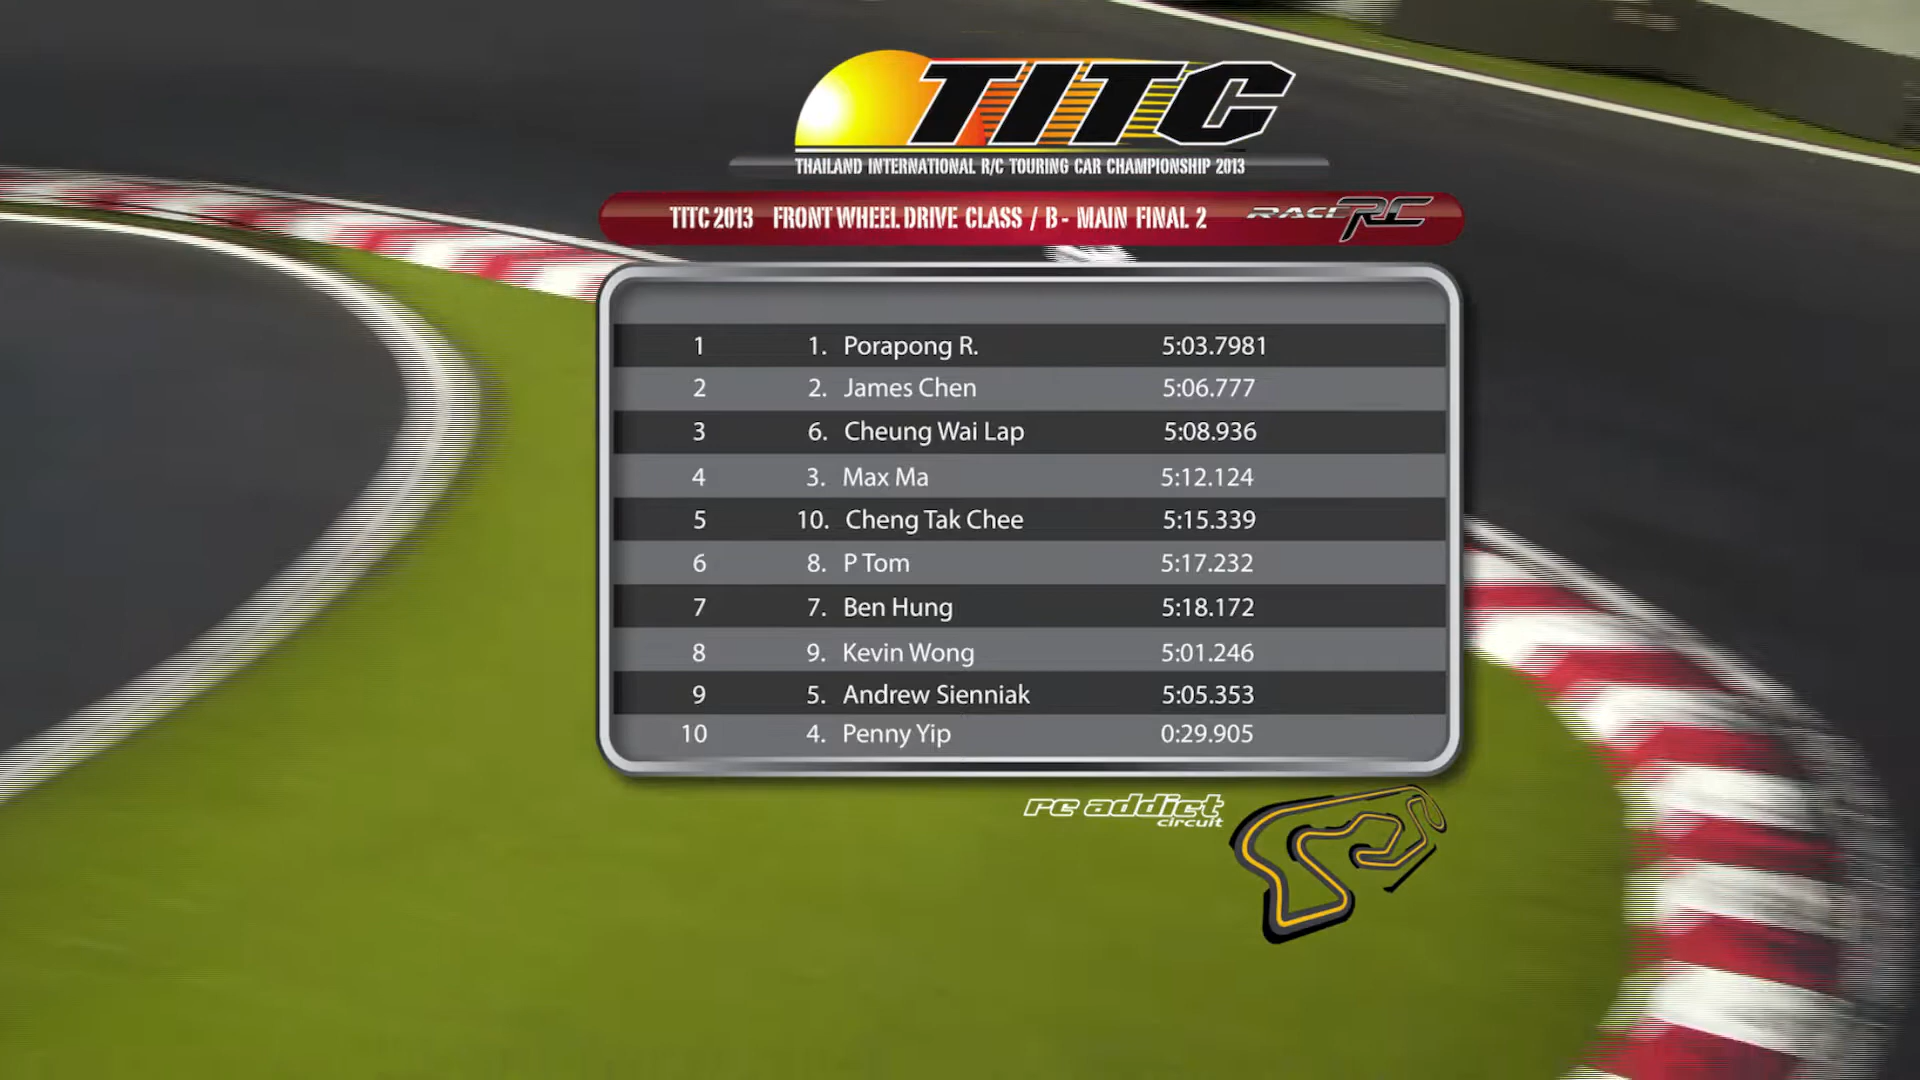 TITC
THAILAND INTERNATIONAL R/C TOURING CAR CHAMPIONSHIP 2013
TITC 2013 FRONT WHEEL DRIVE CLASS / B - MAIN FINAL 2 RACERC
1 1. Porapong R. 5:03.7981
2 2. James Chen 5:06.777
3 6. Cheung Wai Lap 5:08.936
4 3. Max Ma 5:12.124
5 10. Cheng Tak Chee 5:15.339
6 8. P Tom 5:17.232
7 7. Ben Hung 5:18.172
8 9. Kevin Wong 5:01.246
9 5. Andrew Sienniak 5:05.353
10 4. Penny Yip 0:29.905
rc addict
circuit